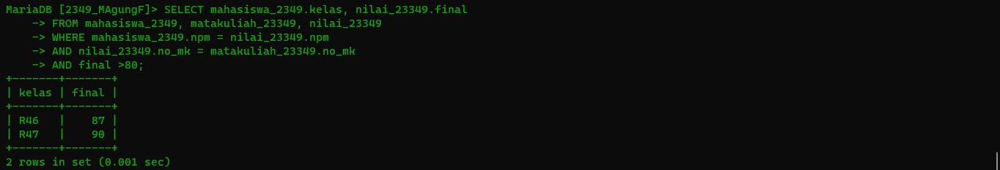 MariaDB [2349_MAgungF]> SELECT mahasiswa_2349.kelas, nilai_23349.final
    -> FROM mahasiswa_2349, matakuliah_23349, nilai_23349
    -> WHERE mahasiswa_2349.npm = nilai_23349.npm
    -> AND nilai_23349.no_mk = matakuliah_23349.no_mk
    -> AND final >80;
+-------+-------+
| kelas | final |
+-------+-------+
| R46   |    87 |
| R47   |    90 |
+-------+-------+
2 rows in set (0.001 sec)